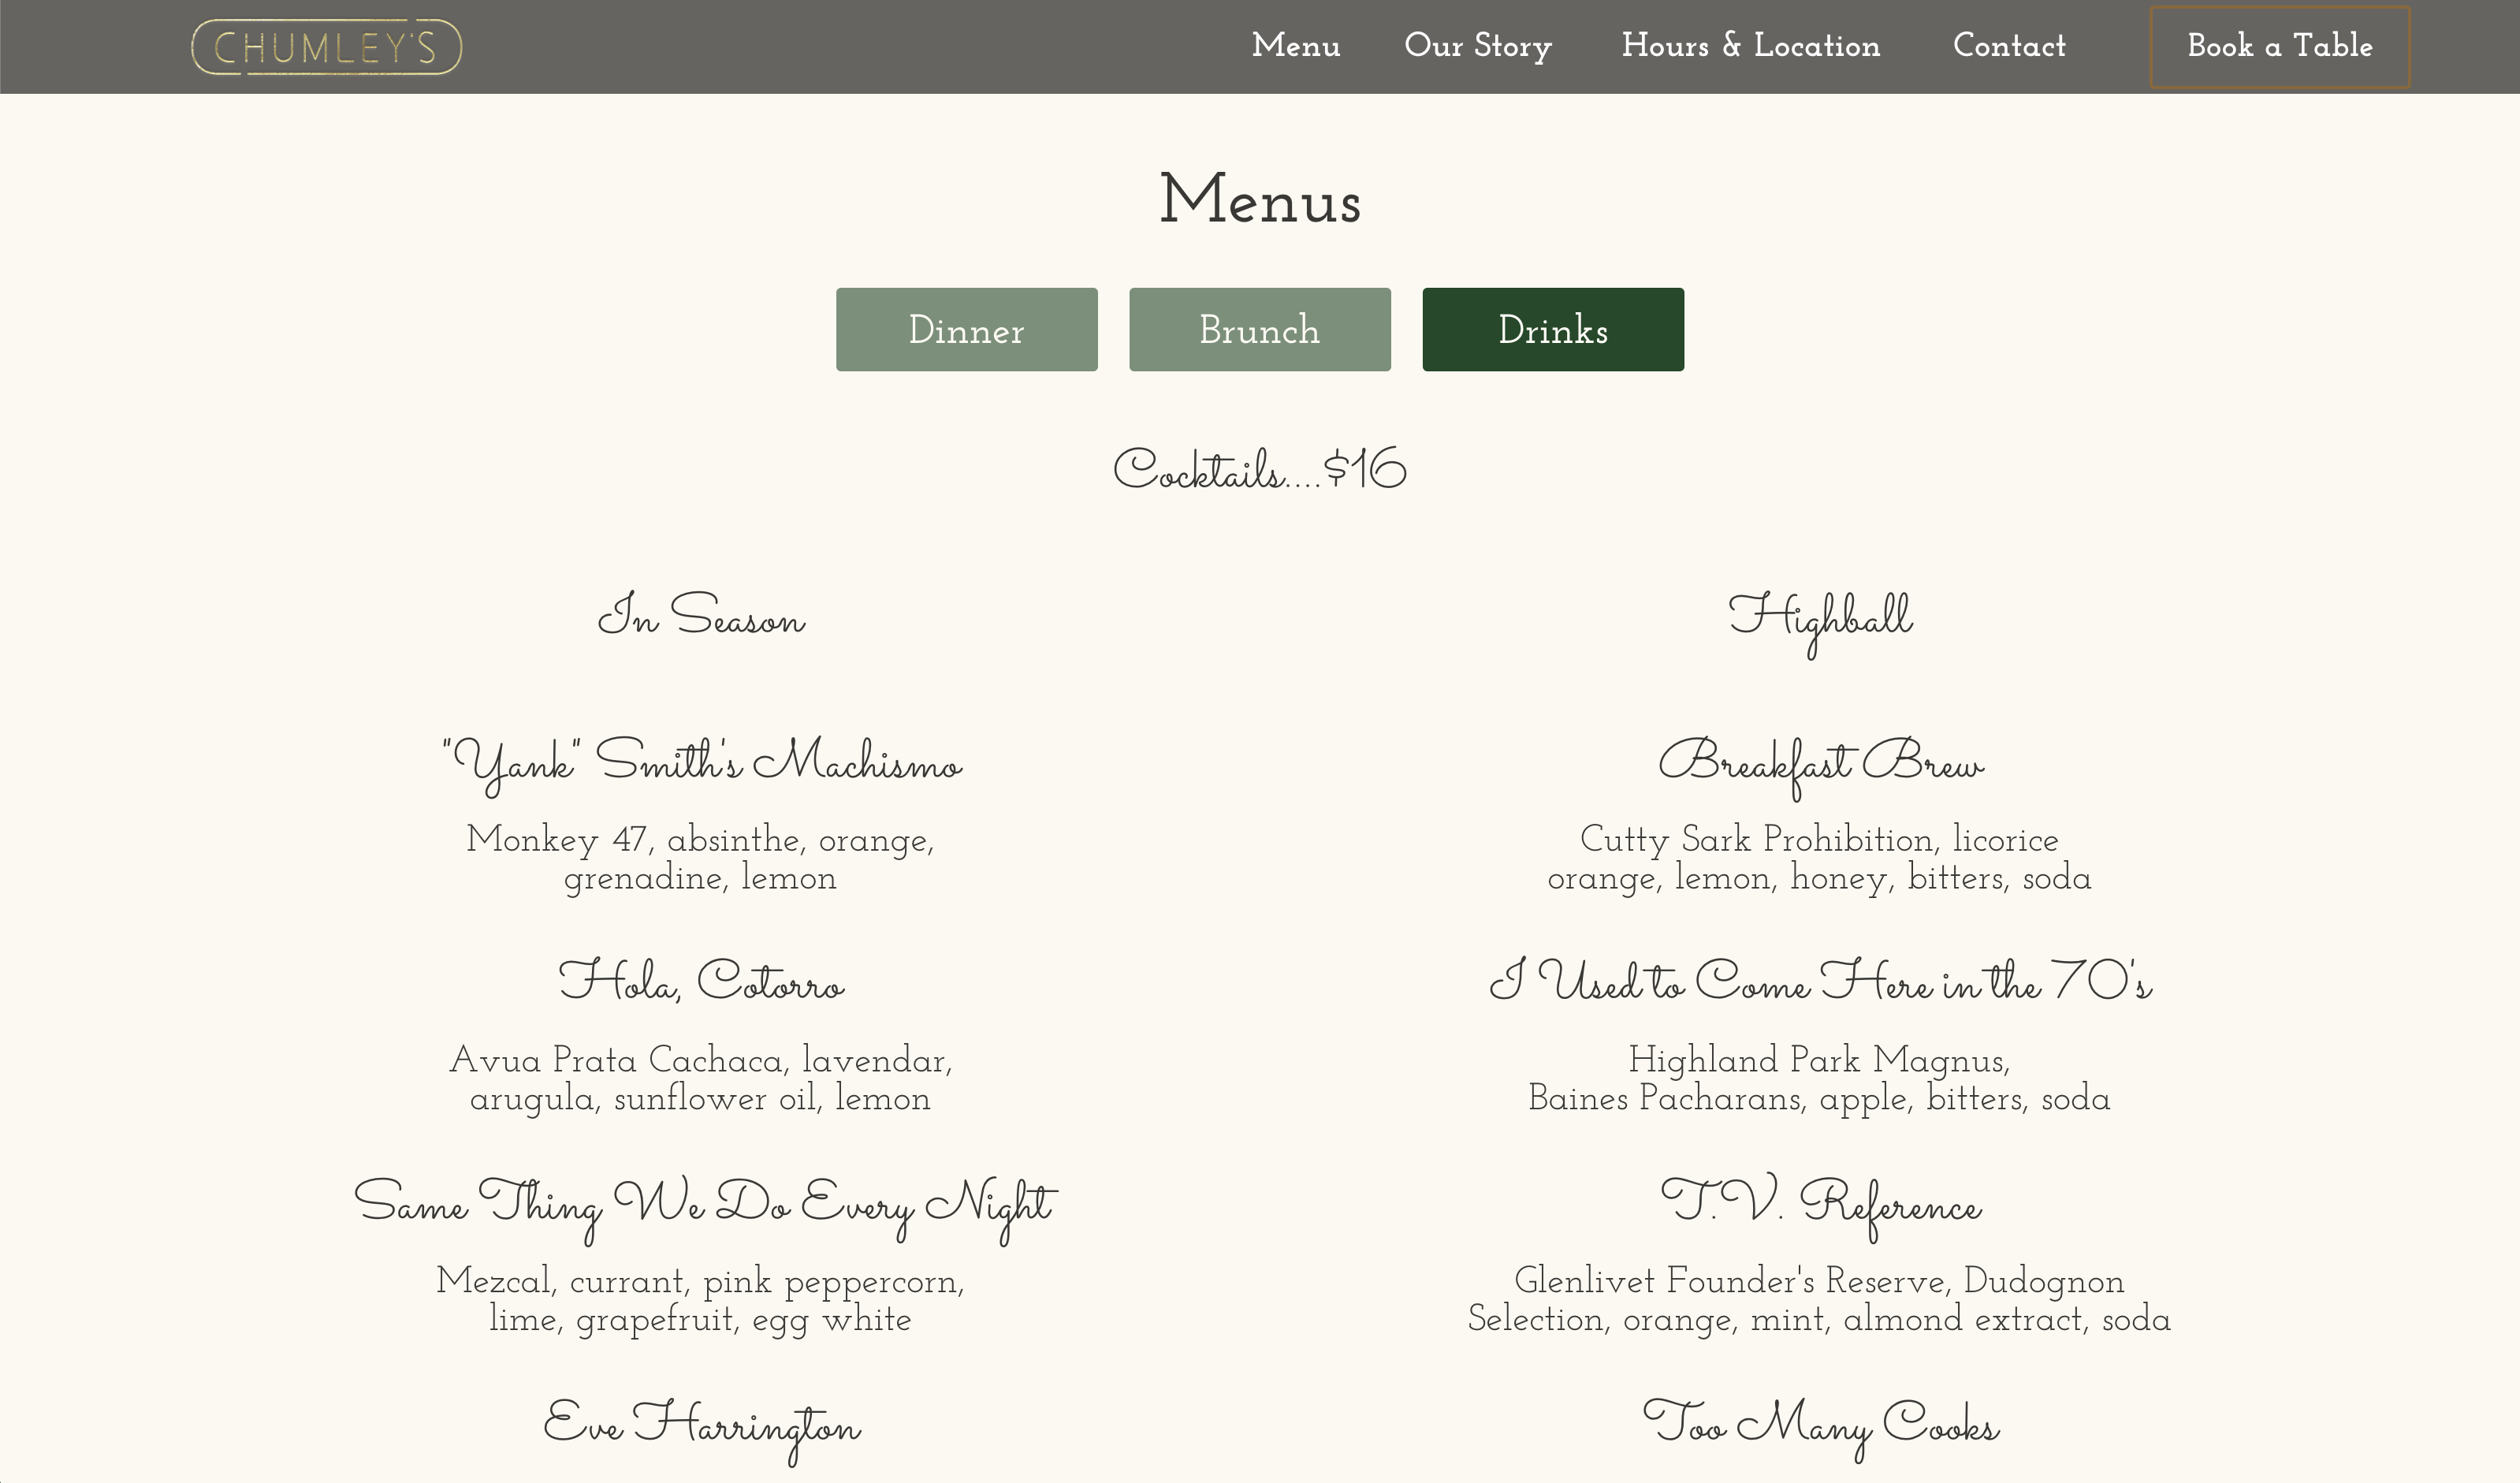 CHUMLEY'S
Menu
Our Story
Hours & Location
Contact
Book a Table
Menus
Dinner
Brunch
Drinks
Cocktails....$16
In Season
"Yank" Smith's Machismo
Monkey 47, absinthe, orange,
grenadine, lemon
Hola, Cotorro
Avua Prata Cachaca, lavendar,
arugula, sunflower oil, lemon
Same Thing We Do Every Night
Mezcal, currant, pink peppercorn,
lime, grapefruit, egg white
Eve Harrington
Highball
Breakfast Brew
Cutty Sark Prohibition, licorice
orange, lemon, honey, bitters, soda
I Used to Come Here in the 70's
Highland Park Magnus,
Baines Pacharans, apple, bitters, soda
T.V. Reference
Glenlivet Founder's Reserve, Dudognon
Selection, orange, mint, almond extract, soda
Too Many Cooks